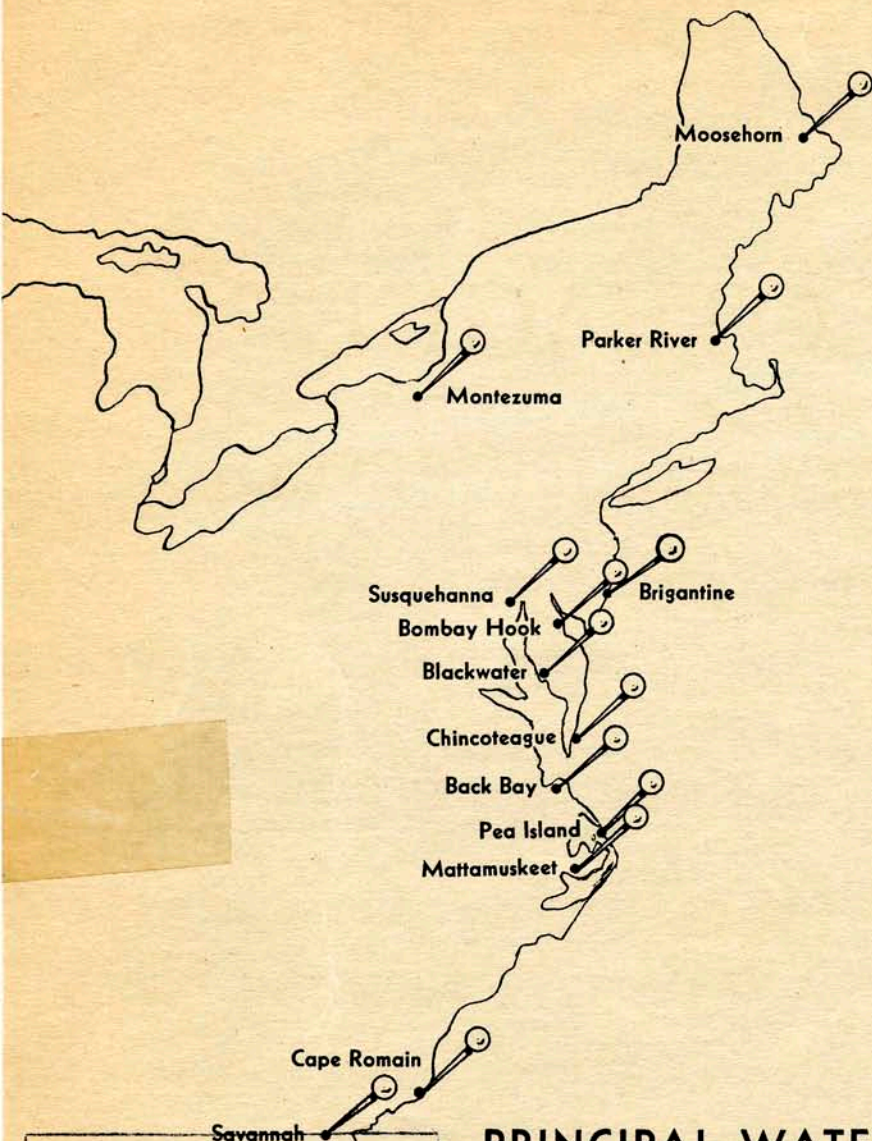 Moosehorn
Parker River
Montezuma
Susquehanna
Brigantine
Bombay Hook
Blackwater
Chincoteague
Back Bay
Pea Island
Mattamuskeet
Cape Romain
Savannah
PRINCIPAL WATE